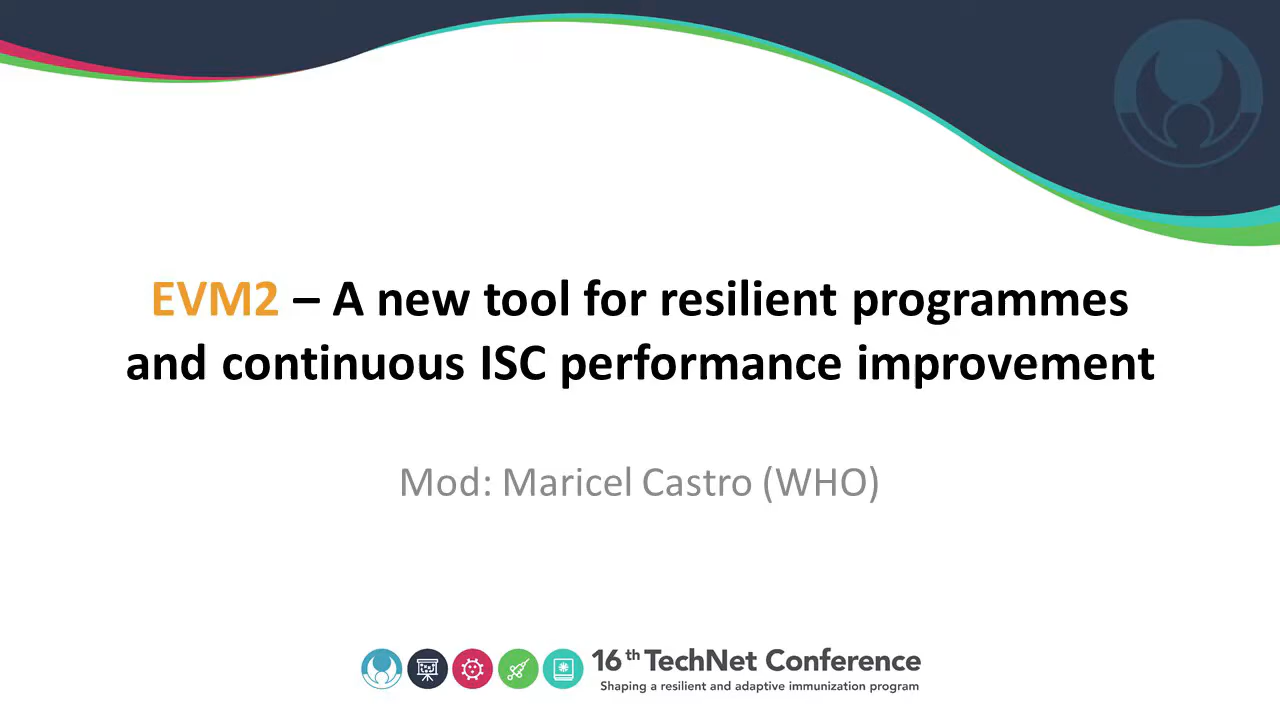 EVM2 – A new tool for resilient programmes
and continuous ISC performance improvement
Mod: Maricel Castro (WHO)
16th TechNet Conference
Shaping a resilient and adaptive immunization program